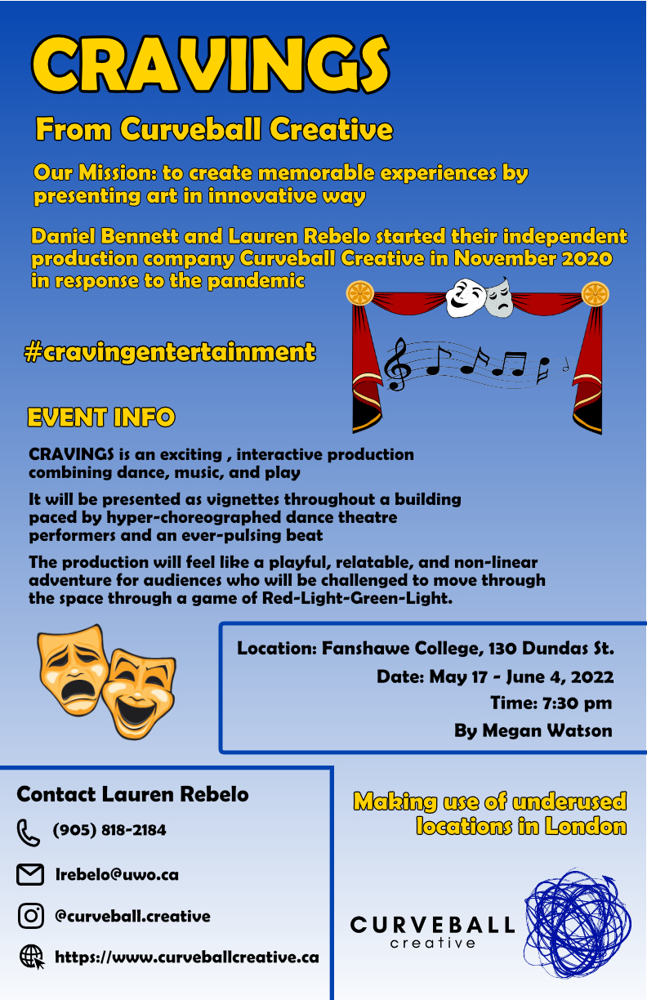 CRAVINGS
From Curveball Creative
Our Mission: to create memorable experiences by
presenting art in innovative way
Daniel Bennett and Lauren Rebelo started their independent
production company Curveball Creative in November 2020
in response to the pandemic
#cravingentertainment
EVENT INFO
CRAVINGS is an exciting , interactive production
combining dance, music, and play
It will be presented as vignettes throughout a building
paced by hyper-choreographed dance theatre
performers and an ever-pulsing beat
The production will feel like a playful, relatable, and non-linear
adventure for audiences who will be challenged to move through
the space through a game of Red-Light-Green-Light.
Location: Fanshawe College, 130 Dundas St.
Date: May 17 - June 4, 2022
Time: 7:30 pm
By Megan Watson
Contact Lauren Rebelo
(905) 818-2184
lrebelo@uwo.ca
@curveball.creative
https://www.curveballcreative.ca
Making use of underused
locations in London
CURVEBALL
creative